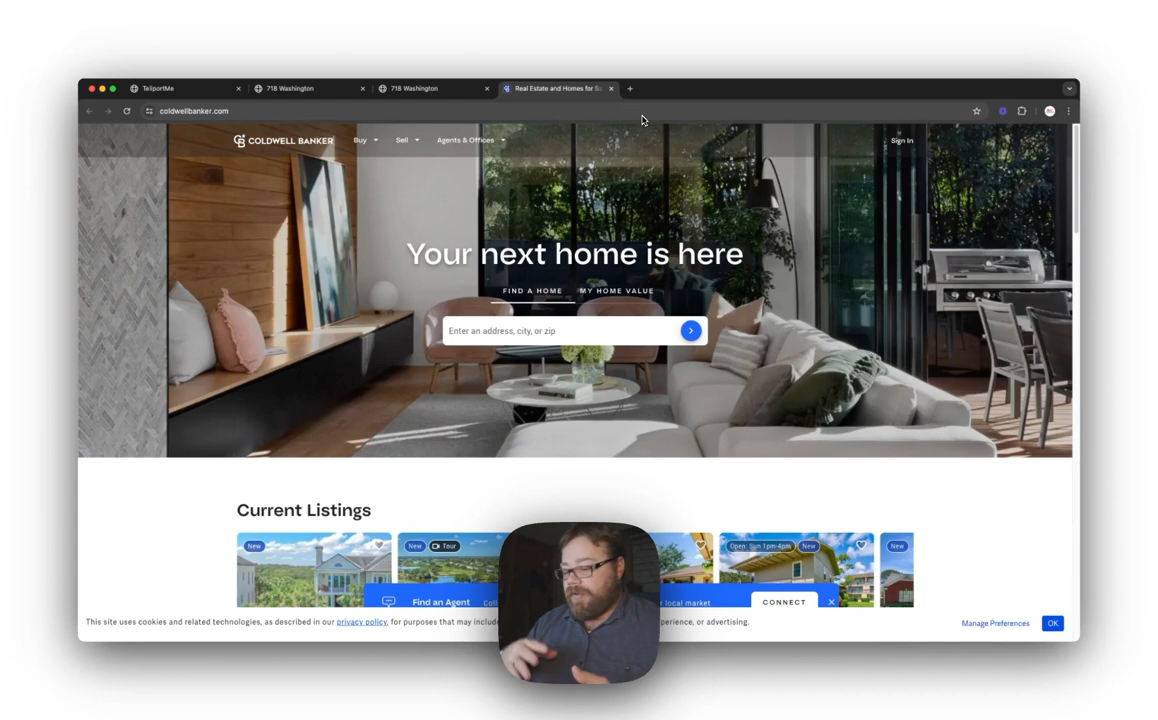 TeliportMe
718 Washington
718 Washington
Real Estate and Homes for Sa
coldwellbanker.com
COLDWELL BANKER
Buy
Sell
Agents & Offices
Sign In
Your next home is here
FIND A HOME
MY HOME VALUE
Enter an address, city, or zip
Current Listings
New
New
Tour
Open: Sun 1pm-4pm
New
New
Find an Agent
local market
CONNECT
This site uses cookies and related technologies, as described in our privacy policy, for purposes that may include
perience, or advertising.
Manage Preferences
OK